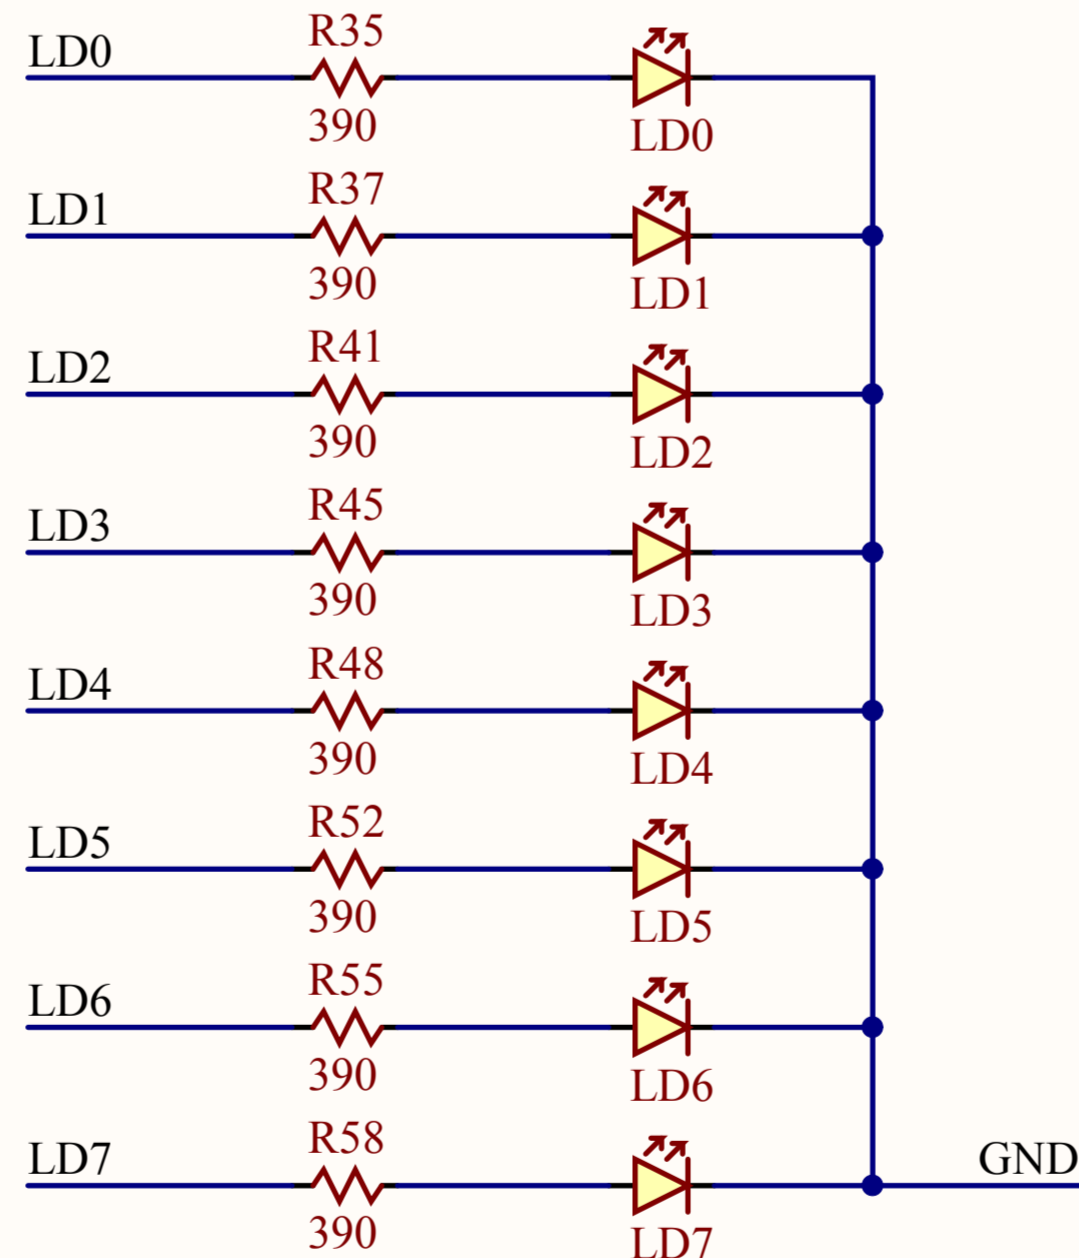 LD0 R35
390 LD0
LD1 R37
390 LD1
LD2 R41
390 LD2
LD3 R45
390 LD3
LD4 R48
390 LD4
LD5 R52
390 LD5
LD6 R55
390 LD6
LD7 R58 GND
390 LD7